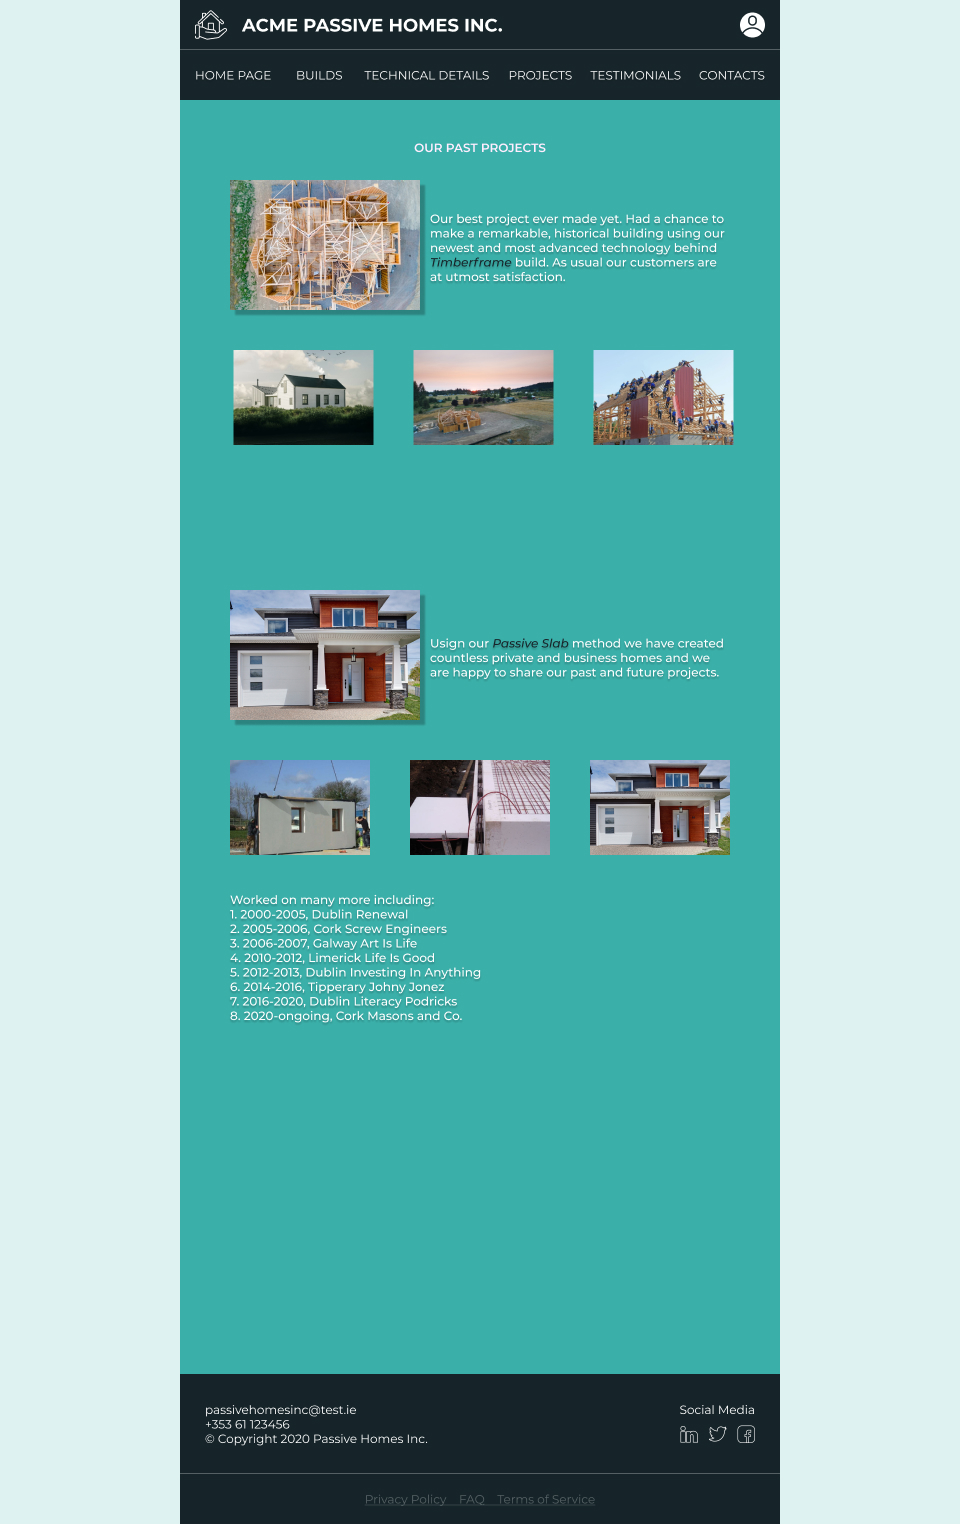 ACME PASSIVE HOMES INC.
HOME PAGE BUILDS TECHNICAL DETAILS PROJECTS TESTIMONIALS CONTACTS
OUR PAST PROJECTS
Our best project ever made yet. Had a chance to
make a remarkable, historical building using our
newest and most advanced technology behind
Timberframe build. As usual our customers are
at utmost satisfaction.
Usign our Passive Slab method we have created
countless private and business homes and we
are happy to share our past and future projects.
Worked on many more including:
1. 2000-2005, Dublin Renewal
2. 2005-2006, Cork Screw Engineers
3. 2006-2007, Galway Art Is Life
4. 2010-2012, Limerick Life Is Good
5. 2012-2013, Dublin Investing In Anything
6. 2014-2016, Tipperary Johny Jonez
7. 2016-2020, Dublin Literacy Podricks
8. 2020-ongoing, Cork Masons and Co.
passivehomesinc@test.ie
+353 61 123456
© Copyright 2020 Passive Homes Inc.
Social Media
Privacy Policy FAQ Terms of Service